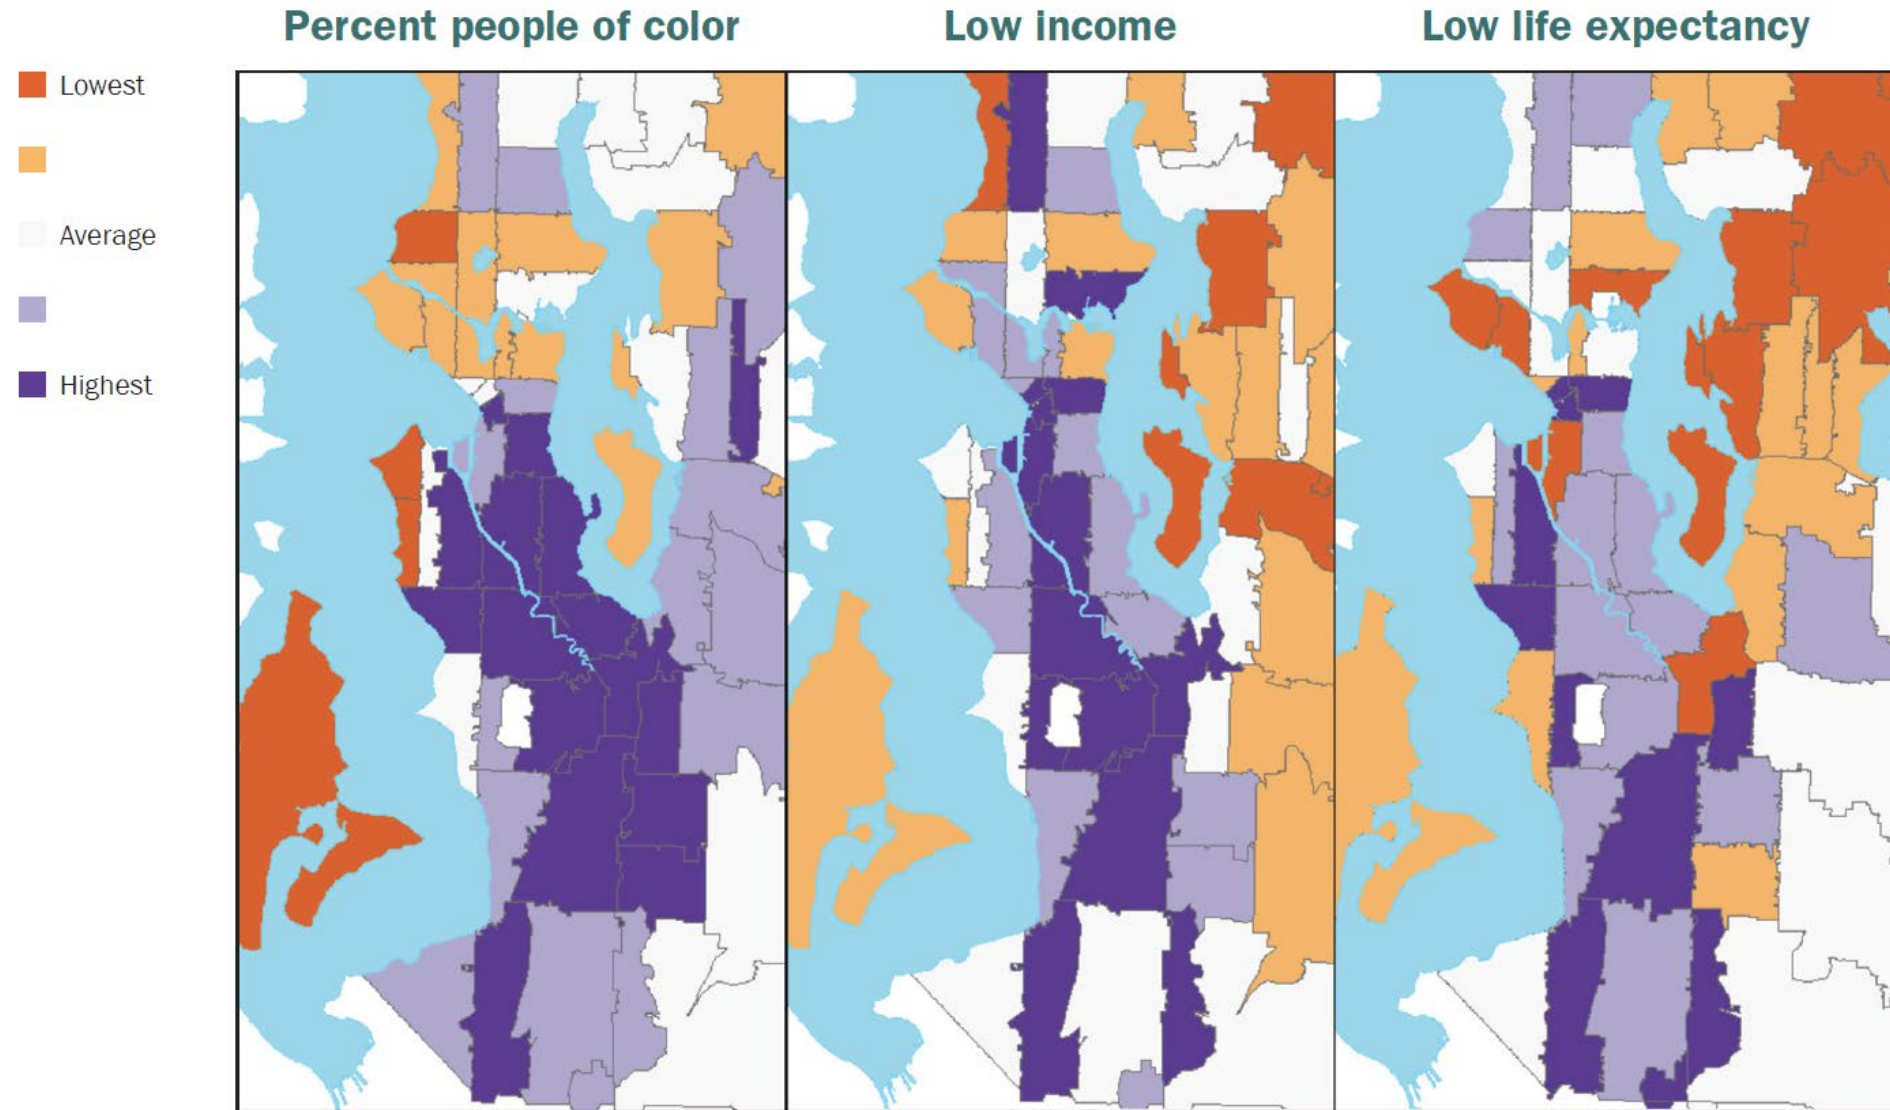 Percent people of color
Low income
Low life expectancy
Lowest
Average
Highest